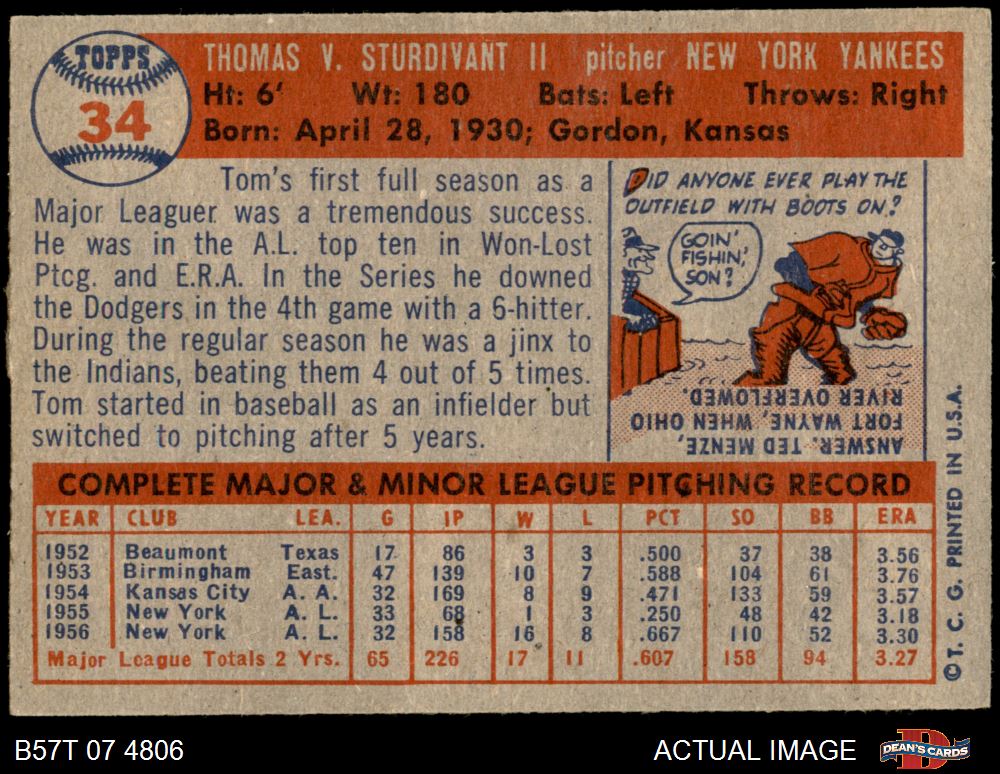 TOPPS
34
THOMAS V. STURDIVANT II pitcher NEW YORK YANKEES
Ht: 6' Wt: 180 Bats: Left Throws: Right
Born: April 28, 1930; Gordon, Kansas
Tom's first full season as a
Major Leaguer was a tremendous success.
He was in the A.L. top ten in Won-Lost
Ptcg. and E.R.A. In the Series he downed
the Dodgers in the 4th game with a 6-hitter.
During the regular season he was a jinx to
the Indians, beating them 4 out of 5 times.
Tom started in baseball as an infielder but
switched to pitching after 5 years.
DID ANYONE EVER PLAY THE
OUTFIELD WITH BOOTS ON?
GOIN'
FISHIN,'
SON?
ANSWER: TED MENZE,
FORT WAYNE, WHEN OHIO
RIVER OVERFLOWED.
COMPLETE MAJOR & MINOR LEAGUE PITCHING RECORD
YEAR CLUB LEA. G IP W L PCT SO BB ERA
1952 Beaumont Texas 17 86 3 3 .500 37 38 3.56
1953 Birmingham East. 47 139 10 7 .588 104 61 3.76
1954 Kansas City A. A. 32 169 8 9 .471 133 59 3.57
1955 New York A. L. 33 68 1 3 .250 48 42 3.18
1956 New York A. L. 32 158 16 8 .667 110 52 3.30
Major League Totals 2 Yrs. 65 226 17 11 .607 158 94 3.27
© T. C. G. PRINTED IN U.S.A.
B57T 07 4806
ACTUAL IMAGE
DEAN'S CARDS